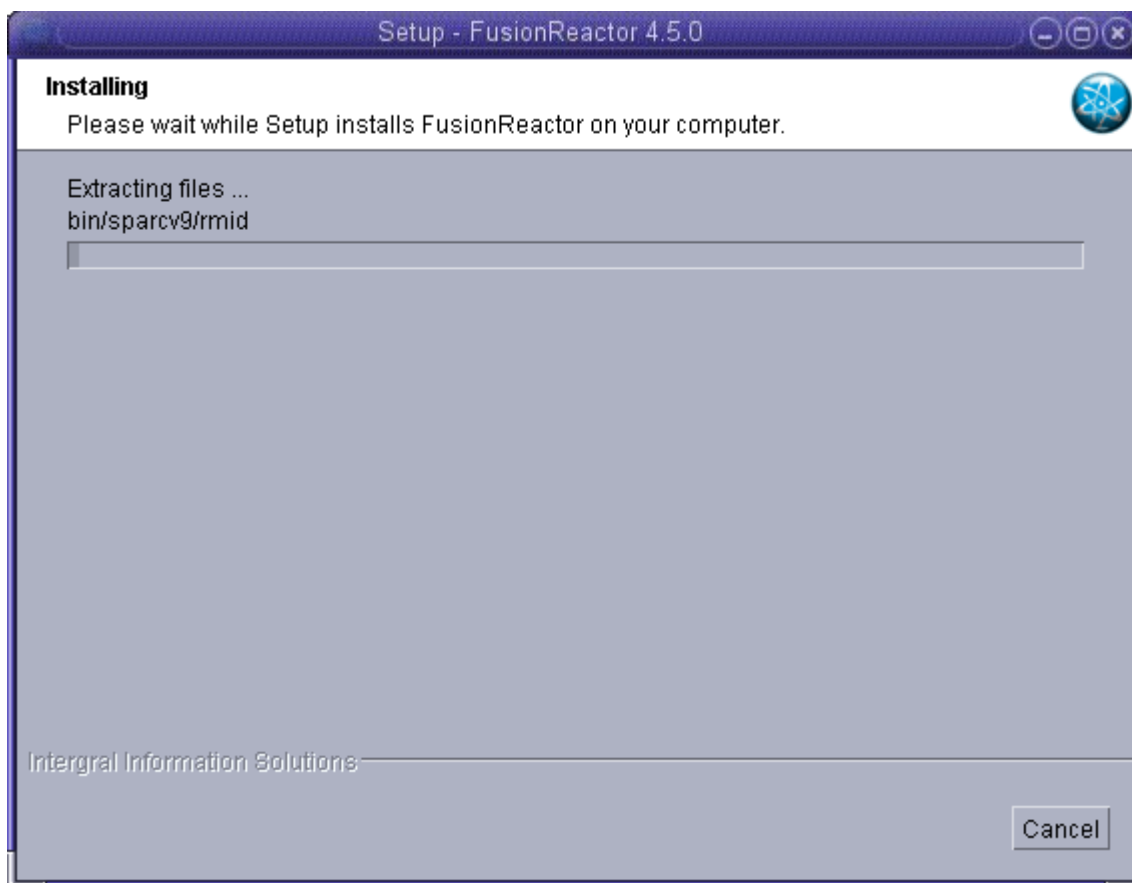 Setup - FusionReactor 4.5.0
Installing
Please wait while Setup installs FusionReactor on your computer.
Extracting files ...
bin/sparcv9/rmid
Intergral Information Solutions
Cancel